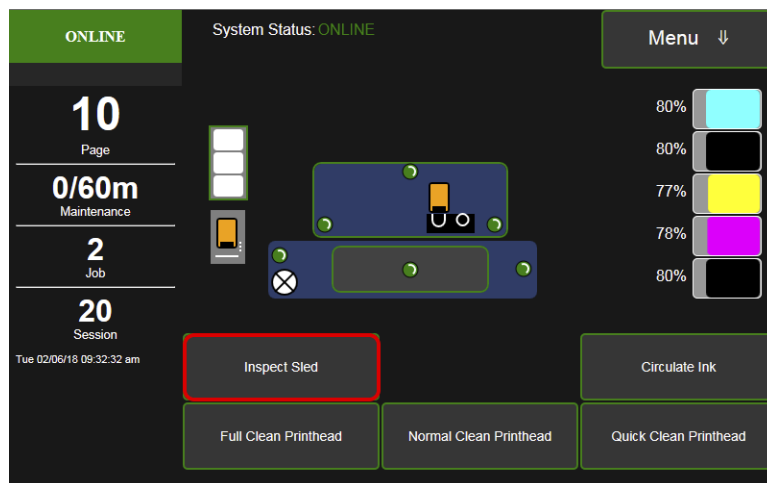 ONLINE
System Status: ONLINE
Menu ⇓
10
Page
0/60m
Maintenance
2
Job
20
Session
Tue 02/06/18 09:32:32 am
80%
80%
77%
78%
80%
Inspect Sled
Circulate Ink
Full Clean Printhead
Normal Clean Printhead
Quick Clean Printhead